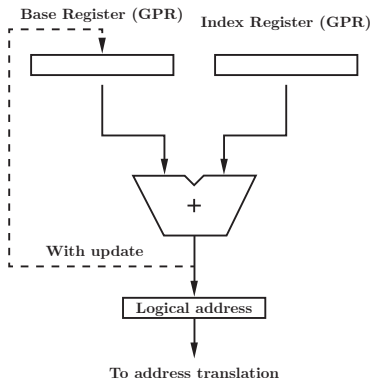 Base Register (GPR)
Index Register (GPR)
+
With update
Logical address
To address translation